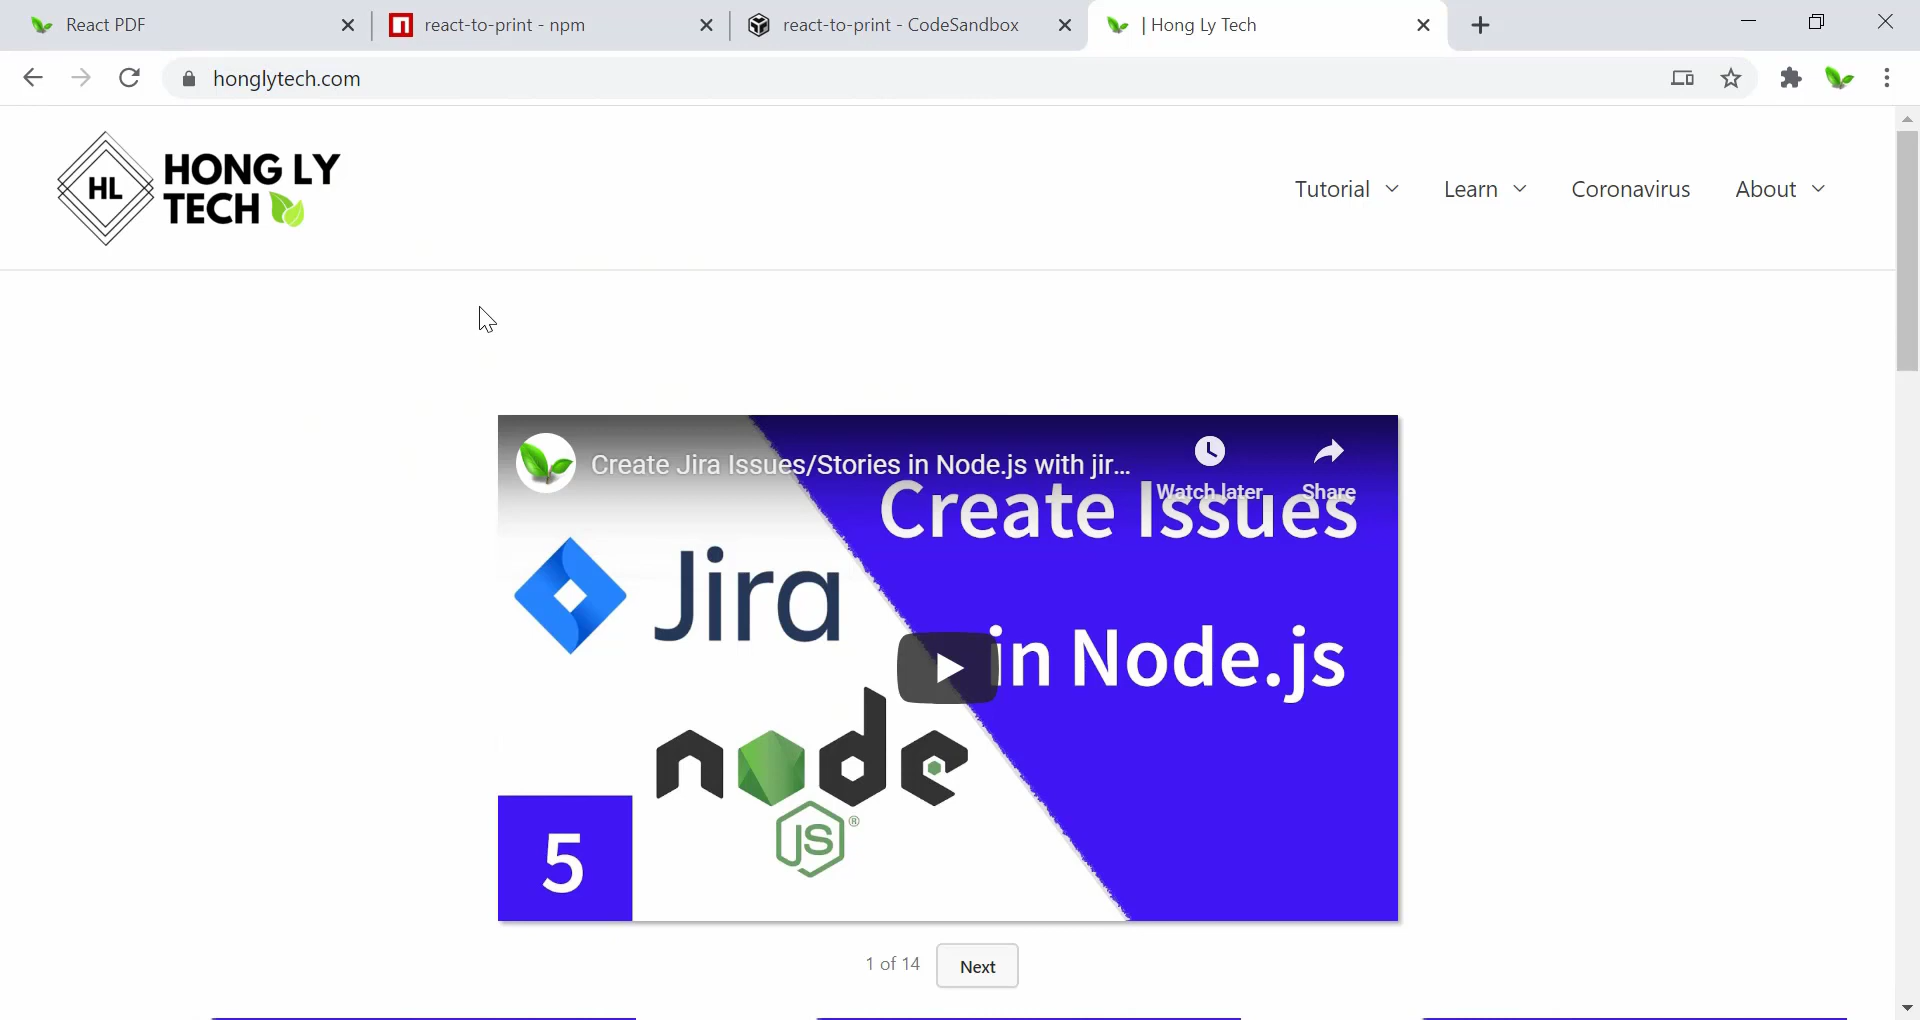 React PDF
react-to-print - npm
react-to-print - CodeSandbox
| Hong Ly Tech
honglytech.com
HL
HONG LY
TECH
Tutorial
Learn
Coronavirus
About
Create Jira Issues/Stories in Node.js with jir...
Watch later
Share
Create Issues
Jira
in Node.js
node
JS®
5
1 of 14
Next